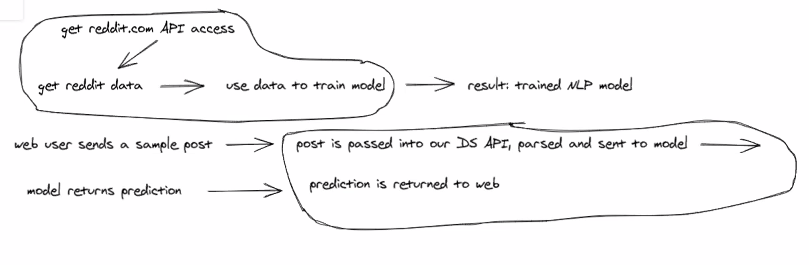 get reddit.com API access
get reddit data
use data to train model
result: trained NLP model
web user sends a sample post
post is passed into our DS API, parsed and sent to model
model returns prediction
prediction is returned to web